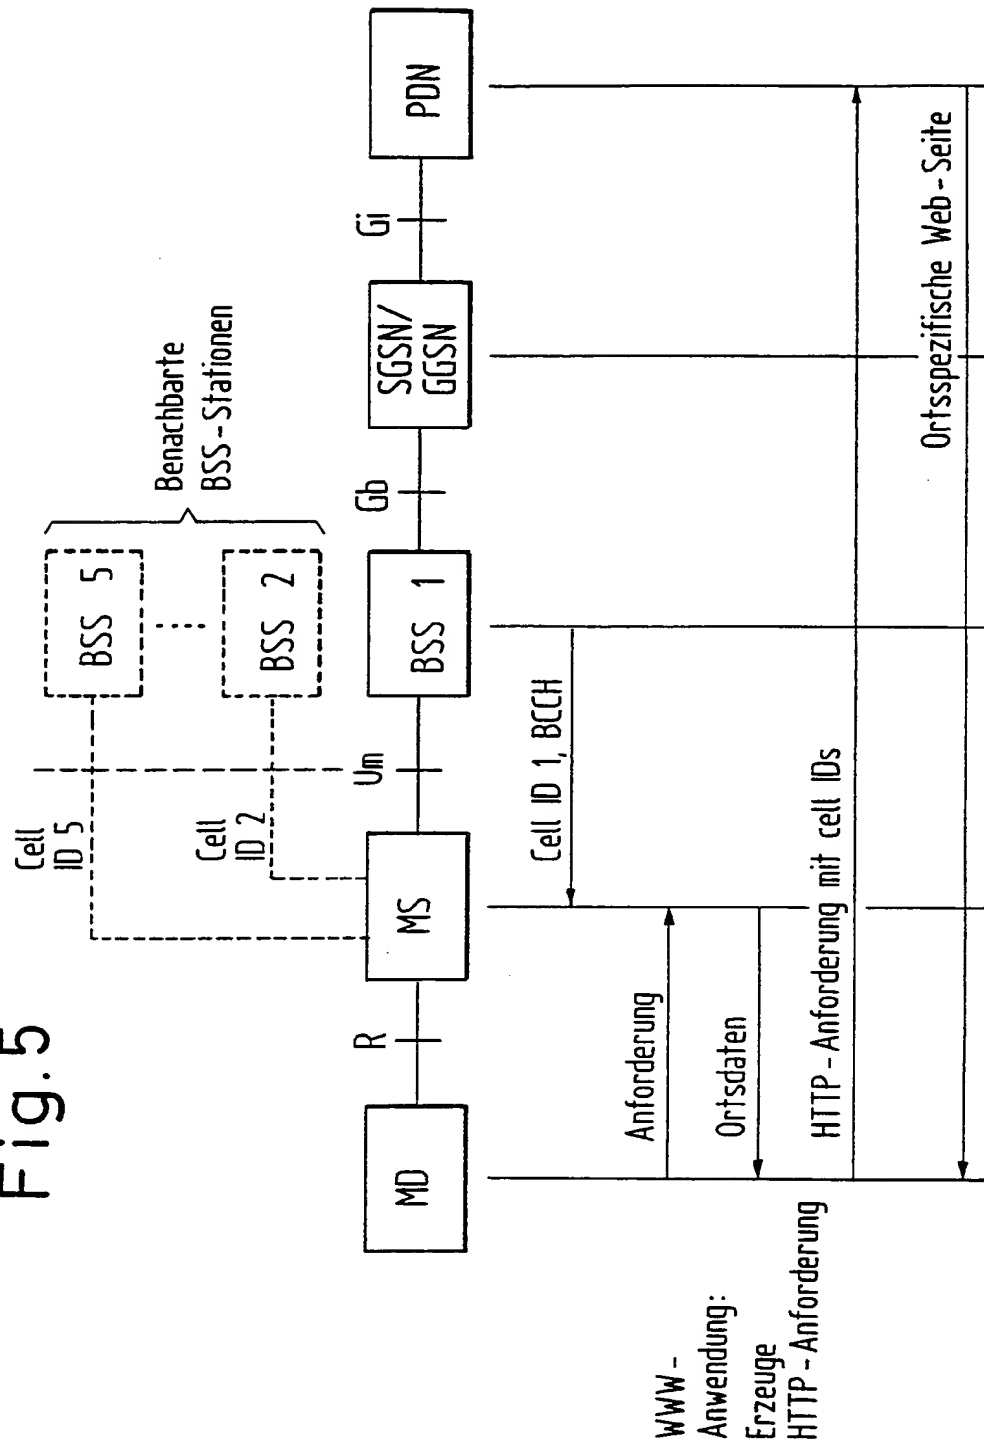 Fig.5
Cell
ID 5
Cell
ID 2
BSS 5
BSS 2
Benachbarte
BSS-Stationen
MD
R
MS
Um
BSS 1
Gb
SGSN/
GGSN
Gi
PDN
Cell ID 1, BCCH
WWW-
Anwendung:
Erzeuge
HTTP-Anforderung
Anforderung
Ortsdaten
HTTP-Anforderung mit cell IDs
Ortsspezifische Web-Seite